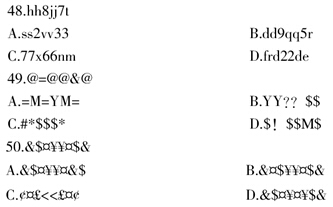 48.hh8jj7t
A.ss2vv33 B.dd9qq5r
C.77x66nm D.frd22de
49.@=@@&@
A.=M=YM= B.YY?? $$
C.#*$$$* D.$! $$M$
50.&$¤¥¥¤$&
A.&$¤¥¥¤&$ B.&¤$¥¥¤$&
C.¢¤£<<£¤¢ D.&$¤¥¤¥$&